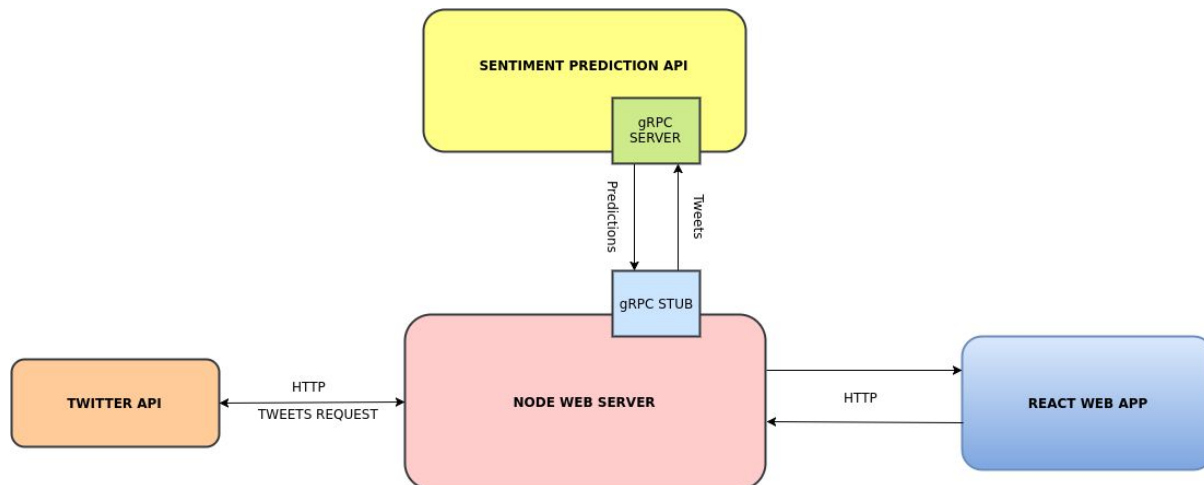 SENTIMENT PREDICTION API
gRPC
SERVER
Predictions
Tweets
gRPC STUB
TWITTER API
HTTP
TWEETS REQUEST
NODE WEB SERVER
HTTP
REACT WEB APP